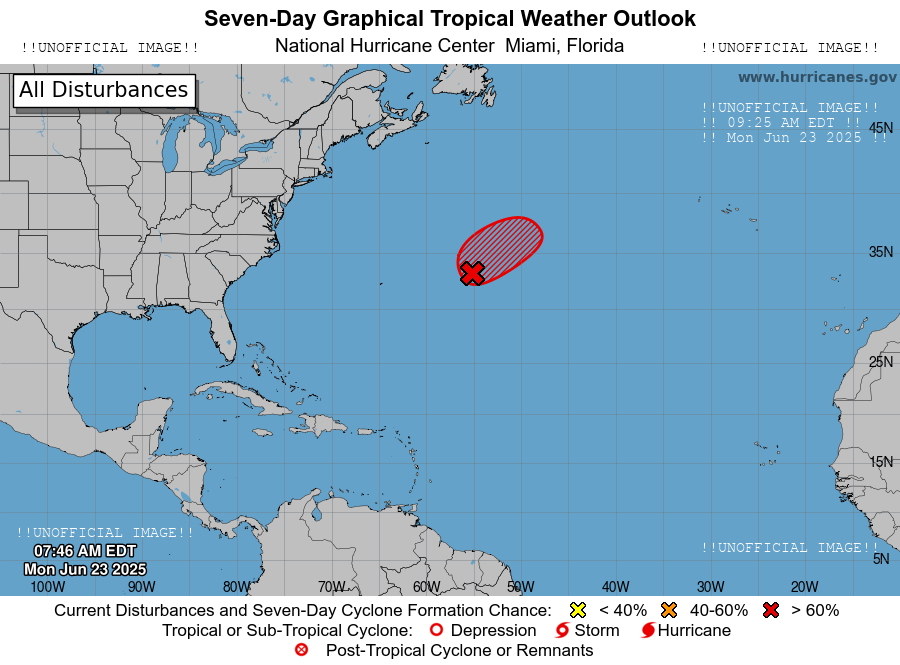 Seven-Day Graphical Tropical Weather Outlook
!!UNOFFICIAL IMAGE!! National Hurricane Center Miami, Florida !!UNOFFICIAL IMAGE!!
All Disturbances
www.hurricanes.gov
!!UNOFFICIAL IMAGE!!
!! 09:25 AM EDT !!
!! Mon Jun 23 2025 !!
45N
35N
25N
15N
!!UNOFFICIAL IMAGE!!
07:46 AM EDT
Mon Jun 23 2025
!!UNOFFICIAL IMAGE!!
5N
100W 90W 80W 70W 60W 50W 40W 30W 20W
Current Disturbances and Seven-Day Cyclone Formation Chance: < 40% 40-60% > 60%
Tropical or Sub-Tropical Cyclone: Depression Storm Hurricane
Post-Tropical Cyclone or Remnants